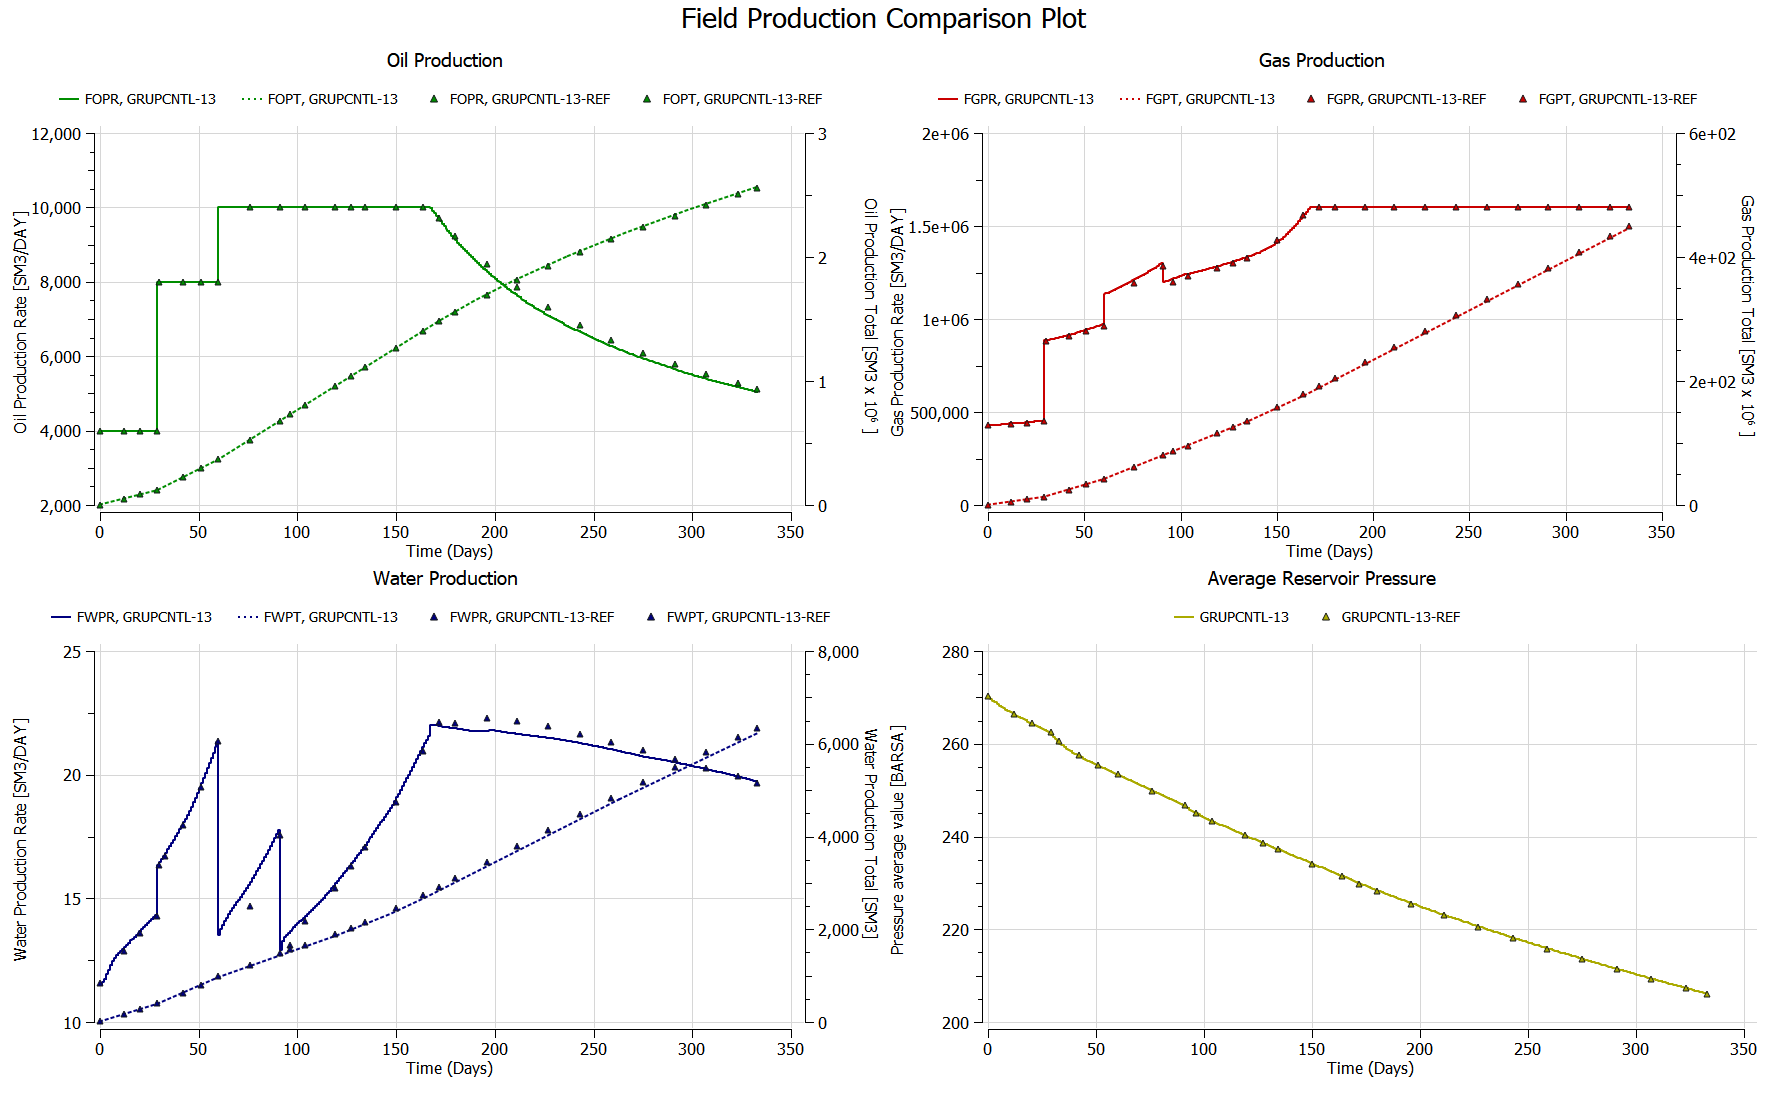 Field Production Comparison Plot
Oil Production
FOPR, GRUPCNTL-13 FOPT, GRUPCNTL-13 FOPR, GRUPCNTL-13-REF FOPT, GRUPCNTL-13-REF
12,000
10,000
8,000
6,000
4,000
2,000
Oil Production Rate [SM3/DAY]
3
2
1
0
Oil Production Total [SM3 x 10⁶ ]
0 50 100 150 200 250 300 350
Time (Days)
Gas Production
FGPR, GRUPCNTL-13 FGPT, GRUPCNTL-13 FGPR, GRUPCNTL-13-REF FGPT, GRUPCNTL-13-REF
2e+06
1.5e+06
1e+06
500,000
0
Gas Production Rate [SM3/DAY]
6e+02
4e+02
2e+02
0
Gas Production Total [SM3 x 10⁶ ]
0 50 100 150 200 250 300 350
Time (Days)
Water Production
FWPR, GRUPCNTL-13 FWPT, GRUPCNTL-13 FWPR, GRUPCNTL-13-REF FWPT, GRUPCNTL-13-REF
25
20
15
10
Water Production Rate [SM3/DAY]
8,000
6,000
4,000
2,000
0
Water Production Total [SM3]
0 50 100 150 200 250 300 350
Time (Days)
Average Reservoir Pressure
GRUPCNTL-13 GRUPCNTL-13-REF
280
260
240
220
200
Pressure average value [BARSA]
0 50 100 150 200 250 300 350
Time (Days)